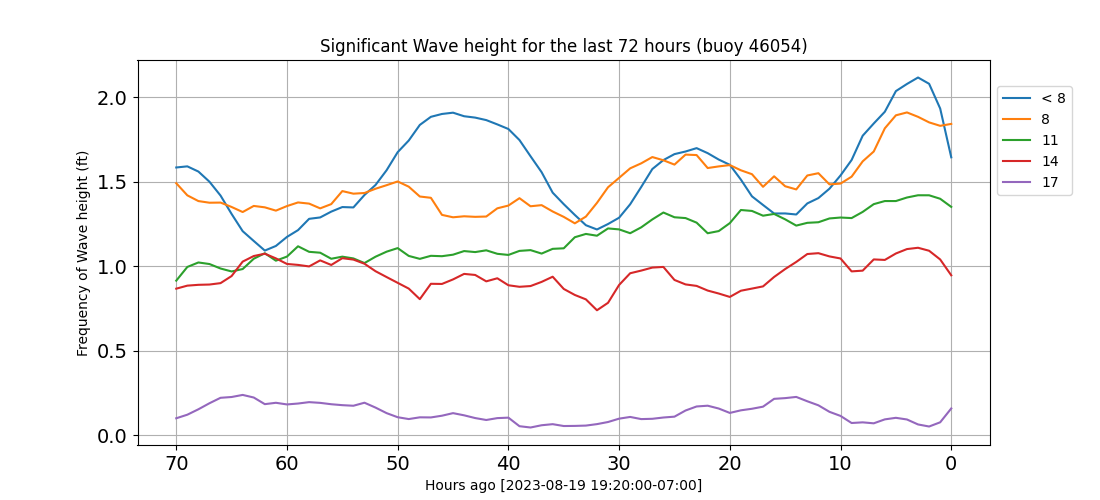 Significant Wave height for the last 72 hours (buoy 46054)
Frequency of Wave height (ft)
2.0
1.5
1.0
0.5
0.0
70 60 50 40 30 20 10 0
Hours ago [2023-08-19 19:20:00-07:00]
< 8
8
11
14
17